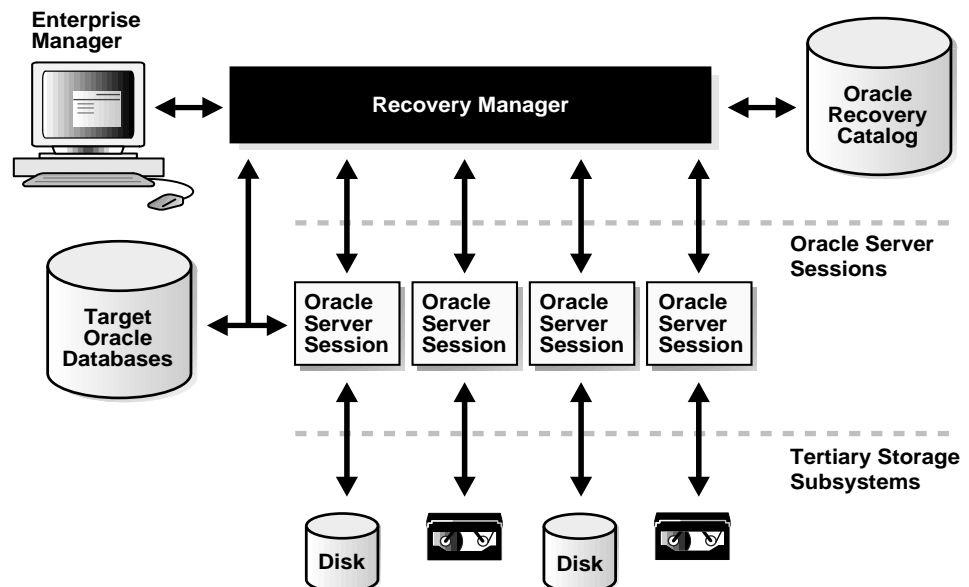 Enterprise
Manager
Recovery Manager
Oracle
Recovery
Catalog
Oracle Server
Sessions
Target
Oracle
Databases
Oracle
Server
Session
Oracle
Server
Session
Oracle
Server
Session
Oracle
Server
Session
Tertiary Storage
Subsystems
Disk
Disk